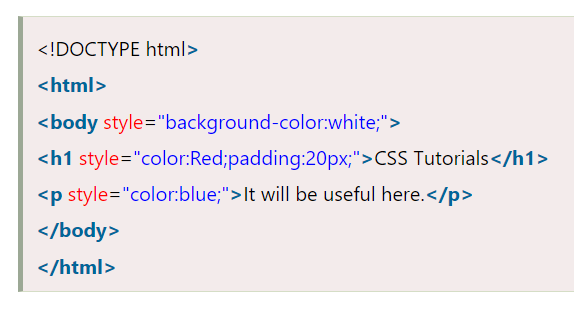 <!DOCTYPE html>
<html>
<body style="background-color:white;">
<h1 style="color:Red;padding:20px;">CSS Tutorials</h1>
<p style="color:blue;">It will be useful here.</p>
</body>
</html>